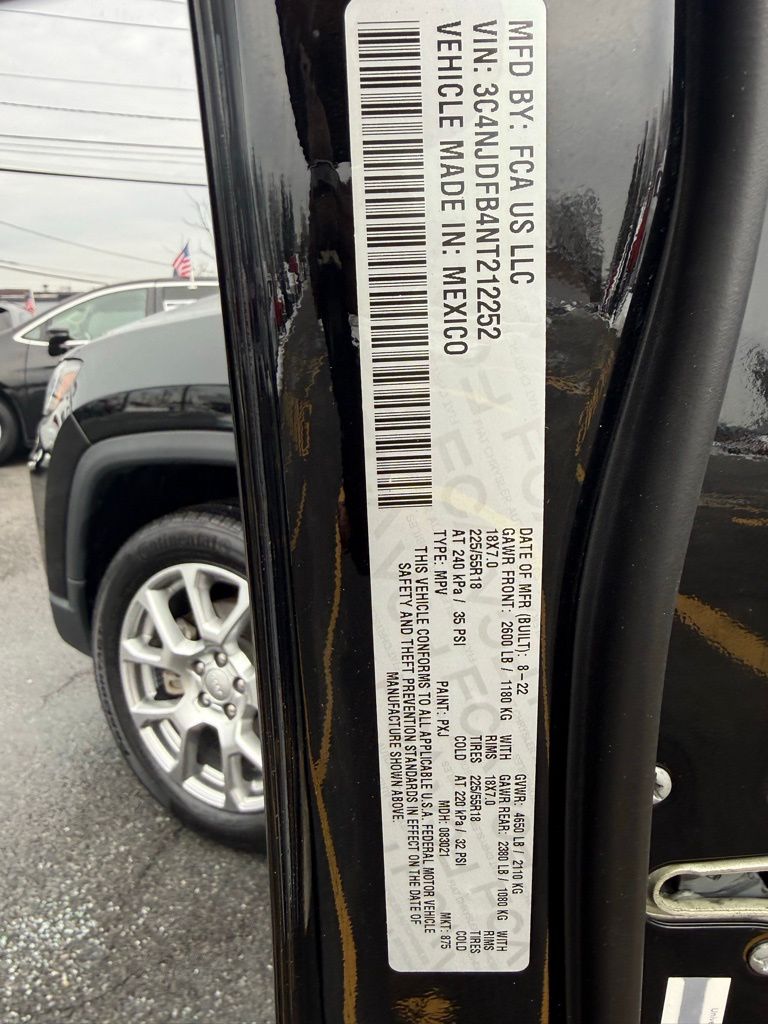 MFD BY: FCA US LLC
VIN: 3C4NJDFB4NT212252
VEHICLE MADE IN: MEXICO
DATE OF MFR (BUILT): 8-22 GVWR: 4650 LB / 2110 KG
GAWR FRONT: 2600 LB / 1180 KG WITH GAWR REAR: 2380 LB / 1080 KG WITH
18X7.0 RIMS 18X7.0 RIMS
225/55R18 TIRES 225/55R18 TIRES
AT 240 kPa / 35 PSI COLD AT 220 kPa / 32 PSI COLD
TYPE: MPV PAINT: PXJ MDH: 083021 MKT: 875
THIS VEHICLE CONFORMS TO ALL APPLICABLE U.S.A. FEDERAL MOTOR VEHICLE
SAFETY AND THEFT PREVENTION STANDARDS IN EFFECT ON THE DATE OF
MANUFACTURE SHOWN ABOVE.